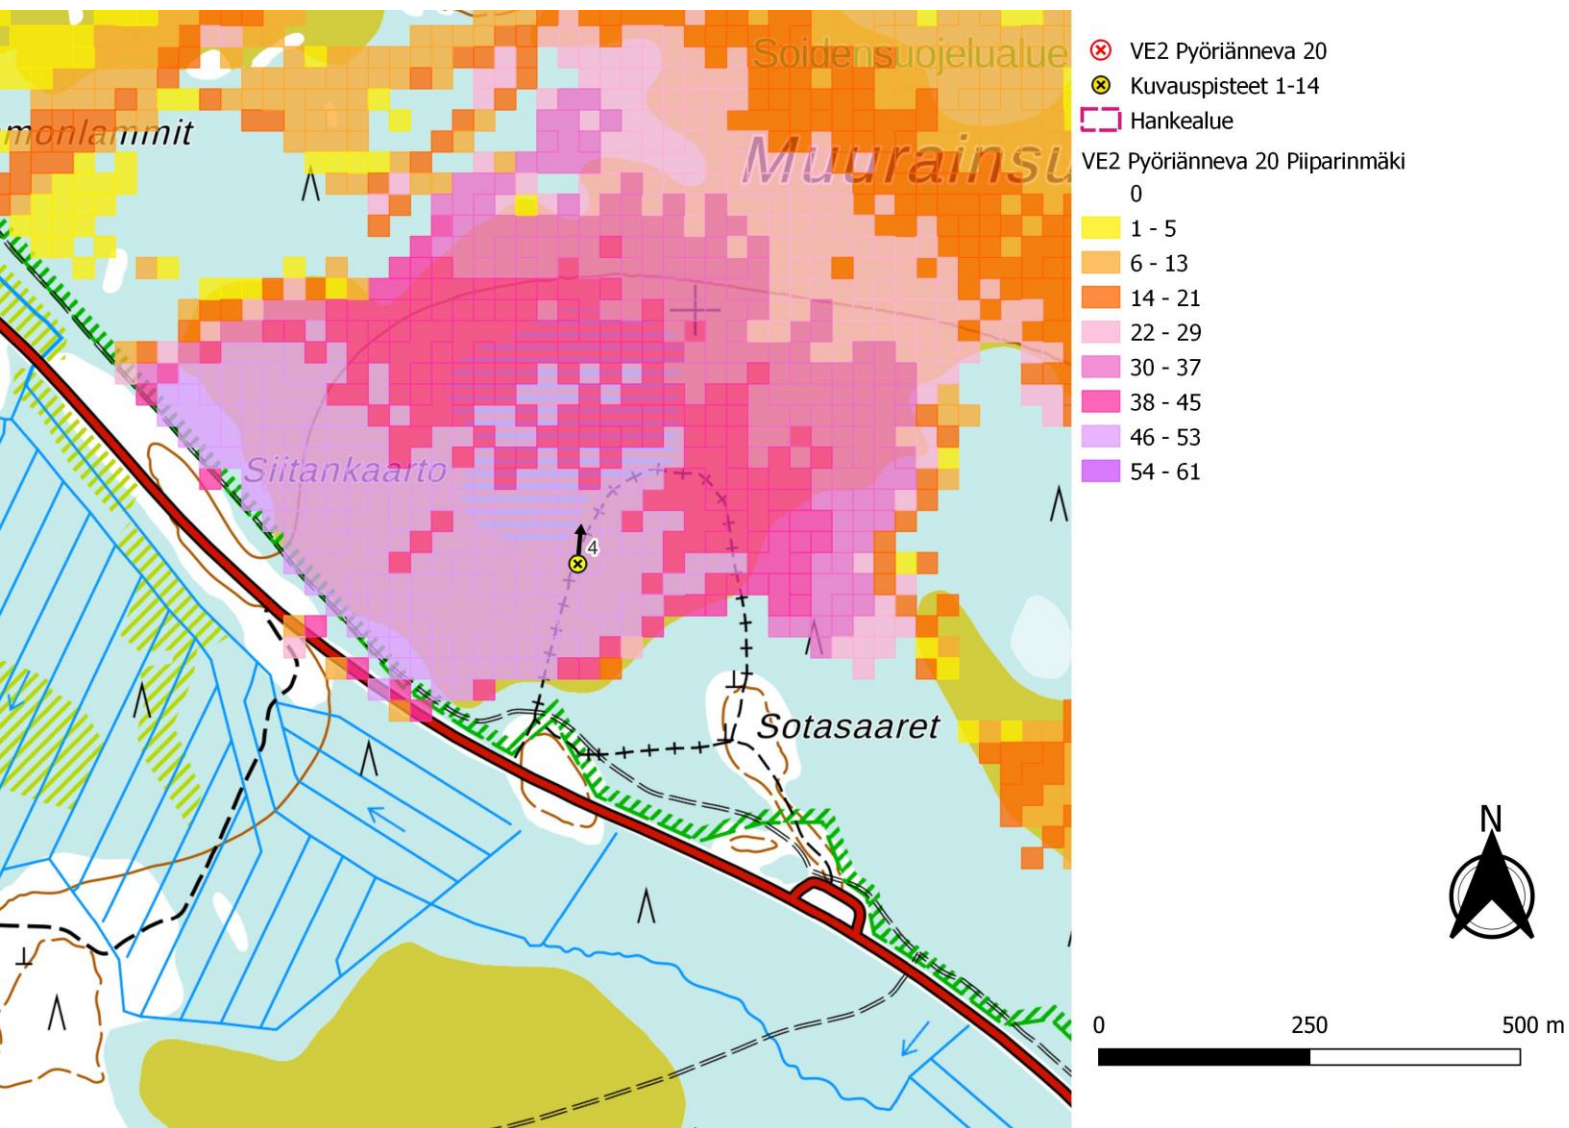 Soidensuojelualue
monlammit
Muurainsu
Siitankaarto
4
Sotasaaret
VE2 Pyöriänneva 20
Kuvauspisteet 1-14
Hankealue
VE2 Pyöriänneva 20 Piiparinmäki
0
1 - 5
6 - 13
14 - 21
22 - 29
30 - 37
38 - 45
46 - 53
54 - 61
N
0 250 500 m